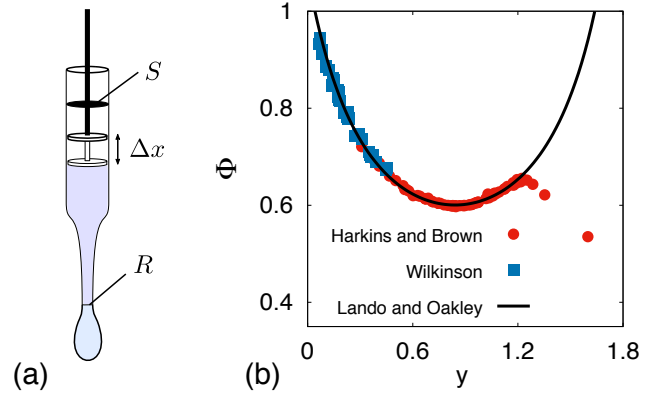 S
Δx
R
(a)
1
0.8
Φ
0.6
0.4
Harkins and Brown
Wilkinson
Lando and Oakley
0
0.6
1.2
1.8
(b)
y